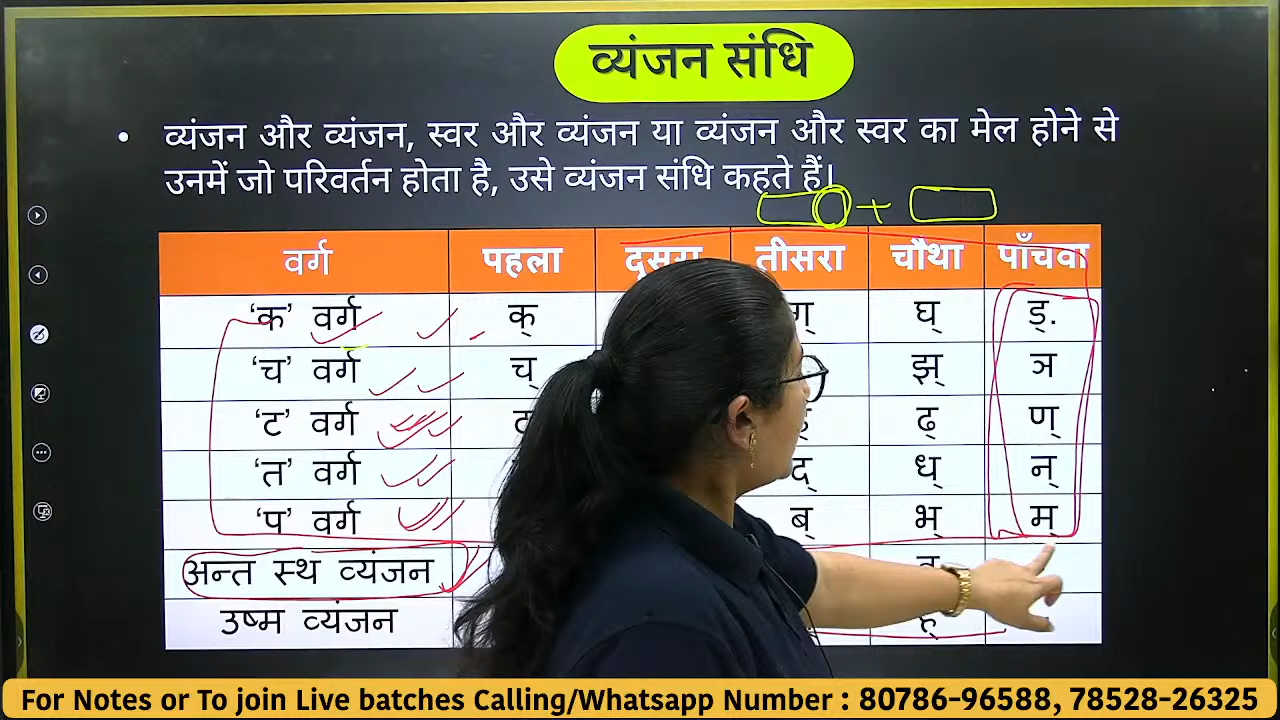 व्यंजन संधि
• व्यंजन और व्यंजन, स्वर और व्यंजन या व्यंजन और स्वर का मेल होने से
उनमें जो परिवर्तन होता है, उसे व्यंजन संधि कहते हैं।
+
वर्ग पहला दूसरा तीसरा चौथा पाँचवा
‘क’ वर्ग क् ग् घ् ड्.
‘च’ वर्ग च् झ् ञ
‘ट’ वर्ग ढ् ण्
‘त’ वर्ग द् ध् न्
‘प’ वर्ग ब् भ् म्
अन्त स्थ व्यंजन
उष्म व्यंजन ह्
For Notes or To join Live batches Calling/Whatsapp Number : 80786-96588, 78528-26325